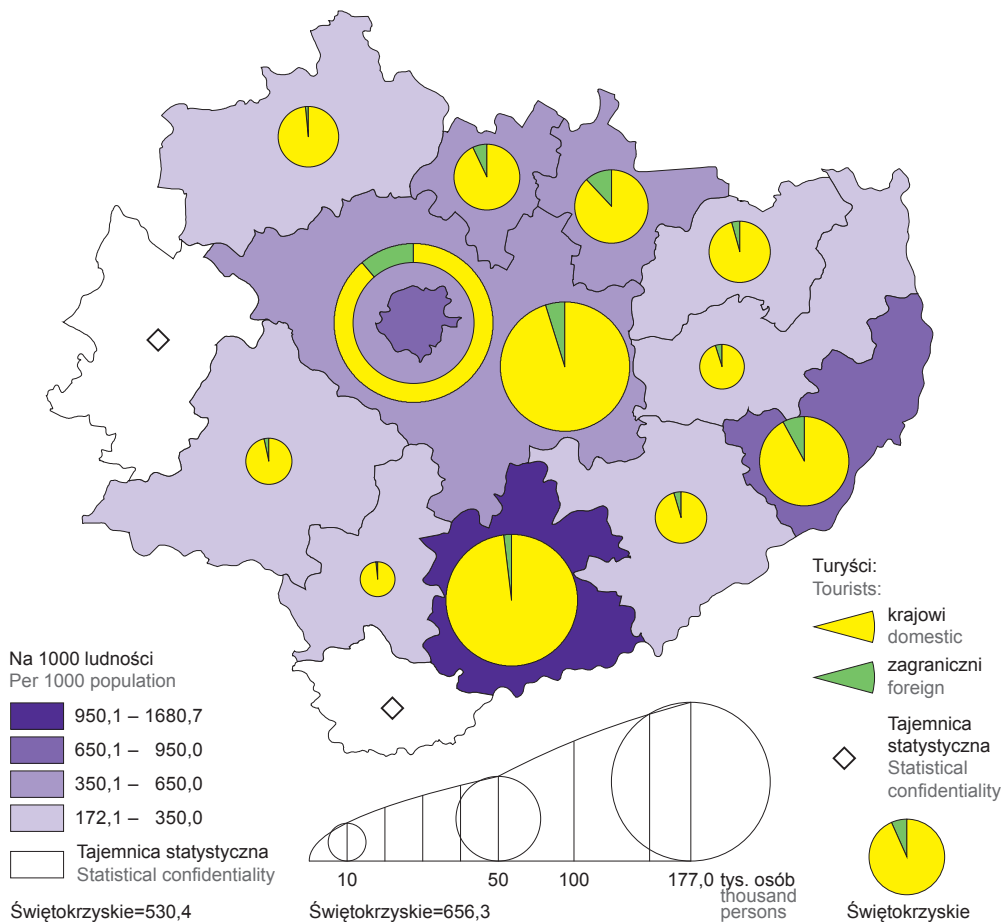 Turyści:
Tourists:
krajowi
domestic
zagraniczni
foreign
Tajemnica
statystyczna
Statistical
confidentiality
Świętokrzyskie
Na 1000 ludności
Per 1000 population
950,1 – 1680,7
650,1 – 950,0
350,1 – 650,0
172,1 – 350,0
Tajemnica statystyczna
Statistical confidentiality
Świętokrzyskie=530,4
10 50 100 177,0 tys. osób
thousand
persons
Świętokrzyskie=656,3